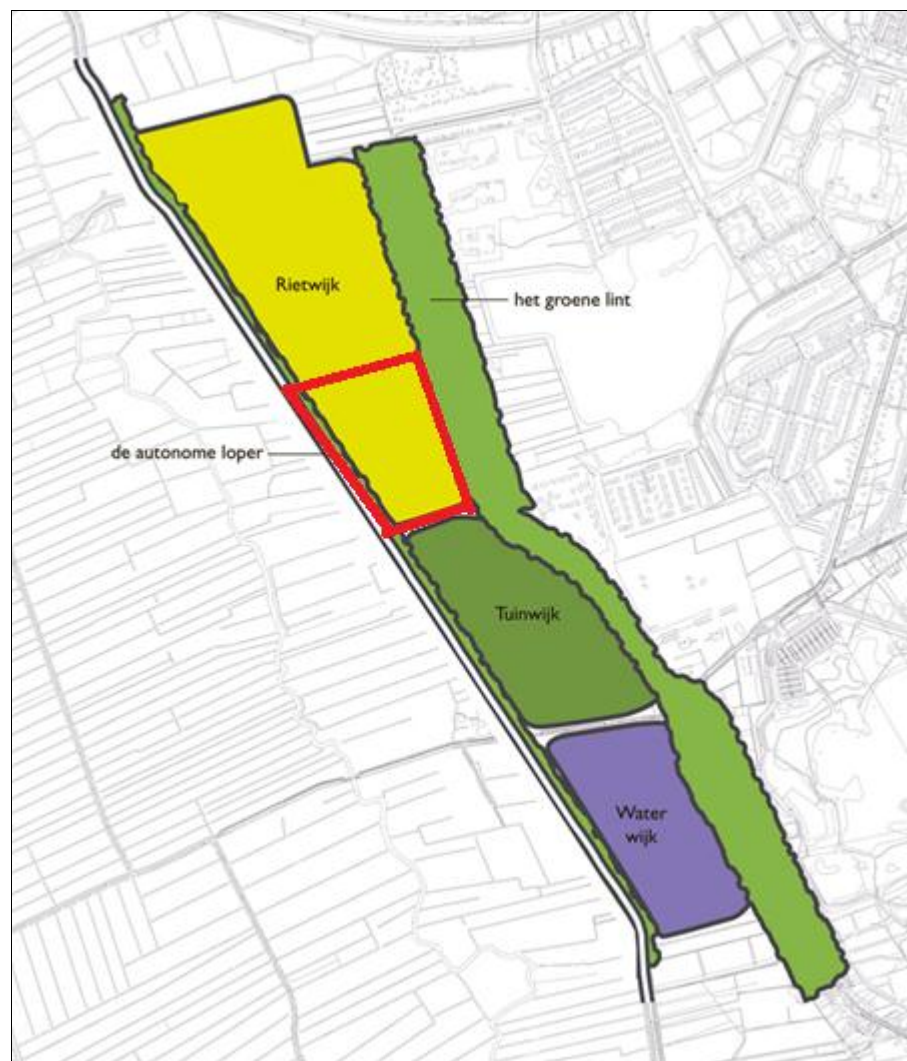 Rietwijk
het groene lint
de autonome loper
Tuinwijk
Water
wijk